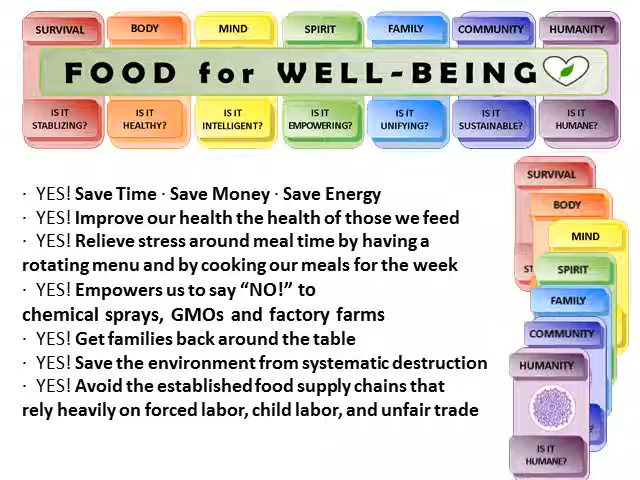 SURVIVAL BODY MIND SPIRIT FAMILY COMMUNITY HUMANITY
FOOD for WELL-BEING
IS IT IS IT IS IT IS IT IS IT IS IT IS IT
STABLIZING? HEALTHY? INTELLIGENT? EMPOWERING? UNIFYING? SUSTAINABLE? HUMANE?
· YES! Save Time · Save Money · Save Energy
· YES! Improve our health the health of those we feed
· YES! Relieve stress around meal time by having a
rotating menu and by cooking our meals for the week
· YES! Empowers us to say “NO!” to
chemical sprays, GMOs and factory farms
· YES! Get families back around the table
· YES! Save the environment from systematic destruction
· YES! Avoid the established food supply chains that
rely heavily on forced labor, child labor, and unfair trade
SURVIVAL
BODY
MIND
SPIRIT
ST
FAMILY
COMMUNITY
HUMANITY
?
IS IT
HUMANE?